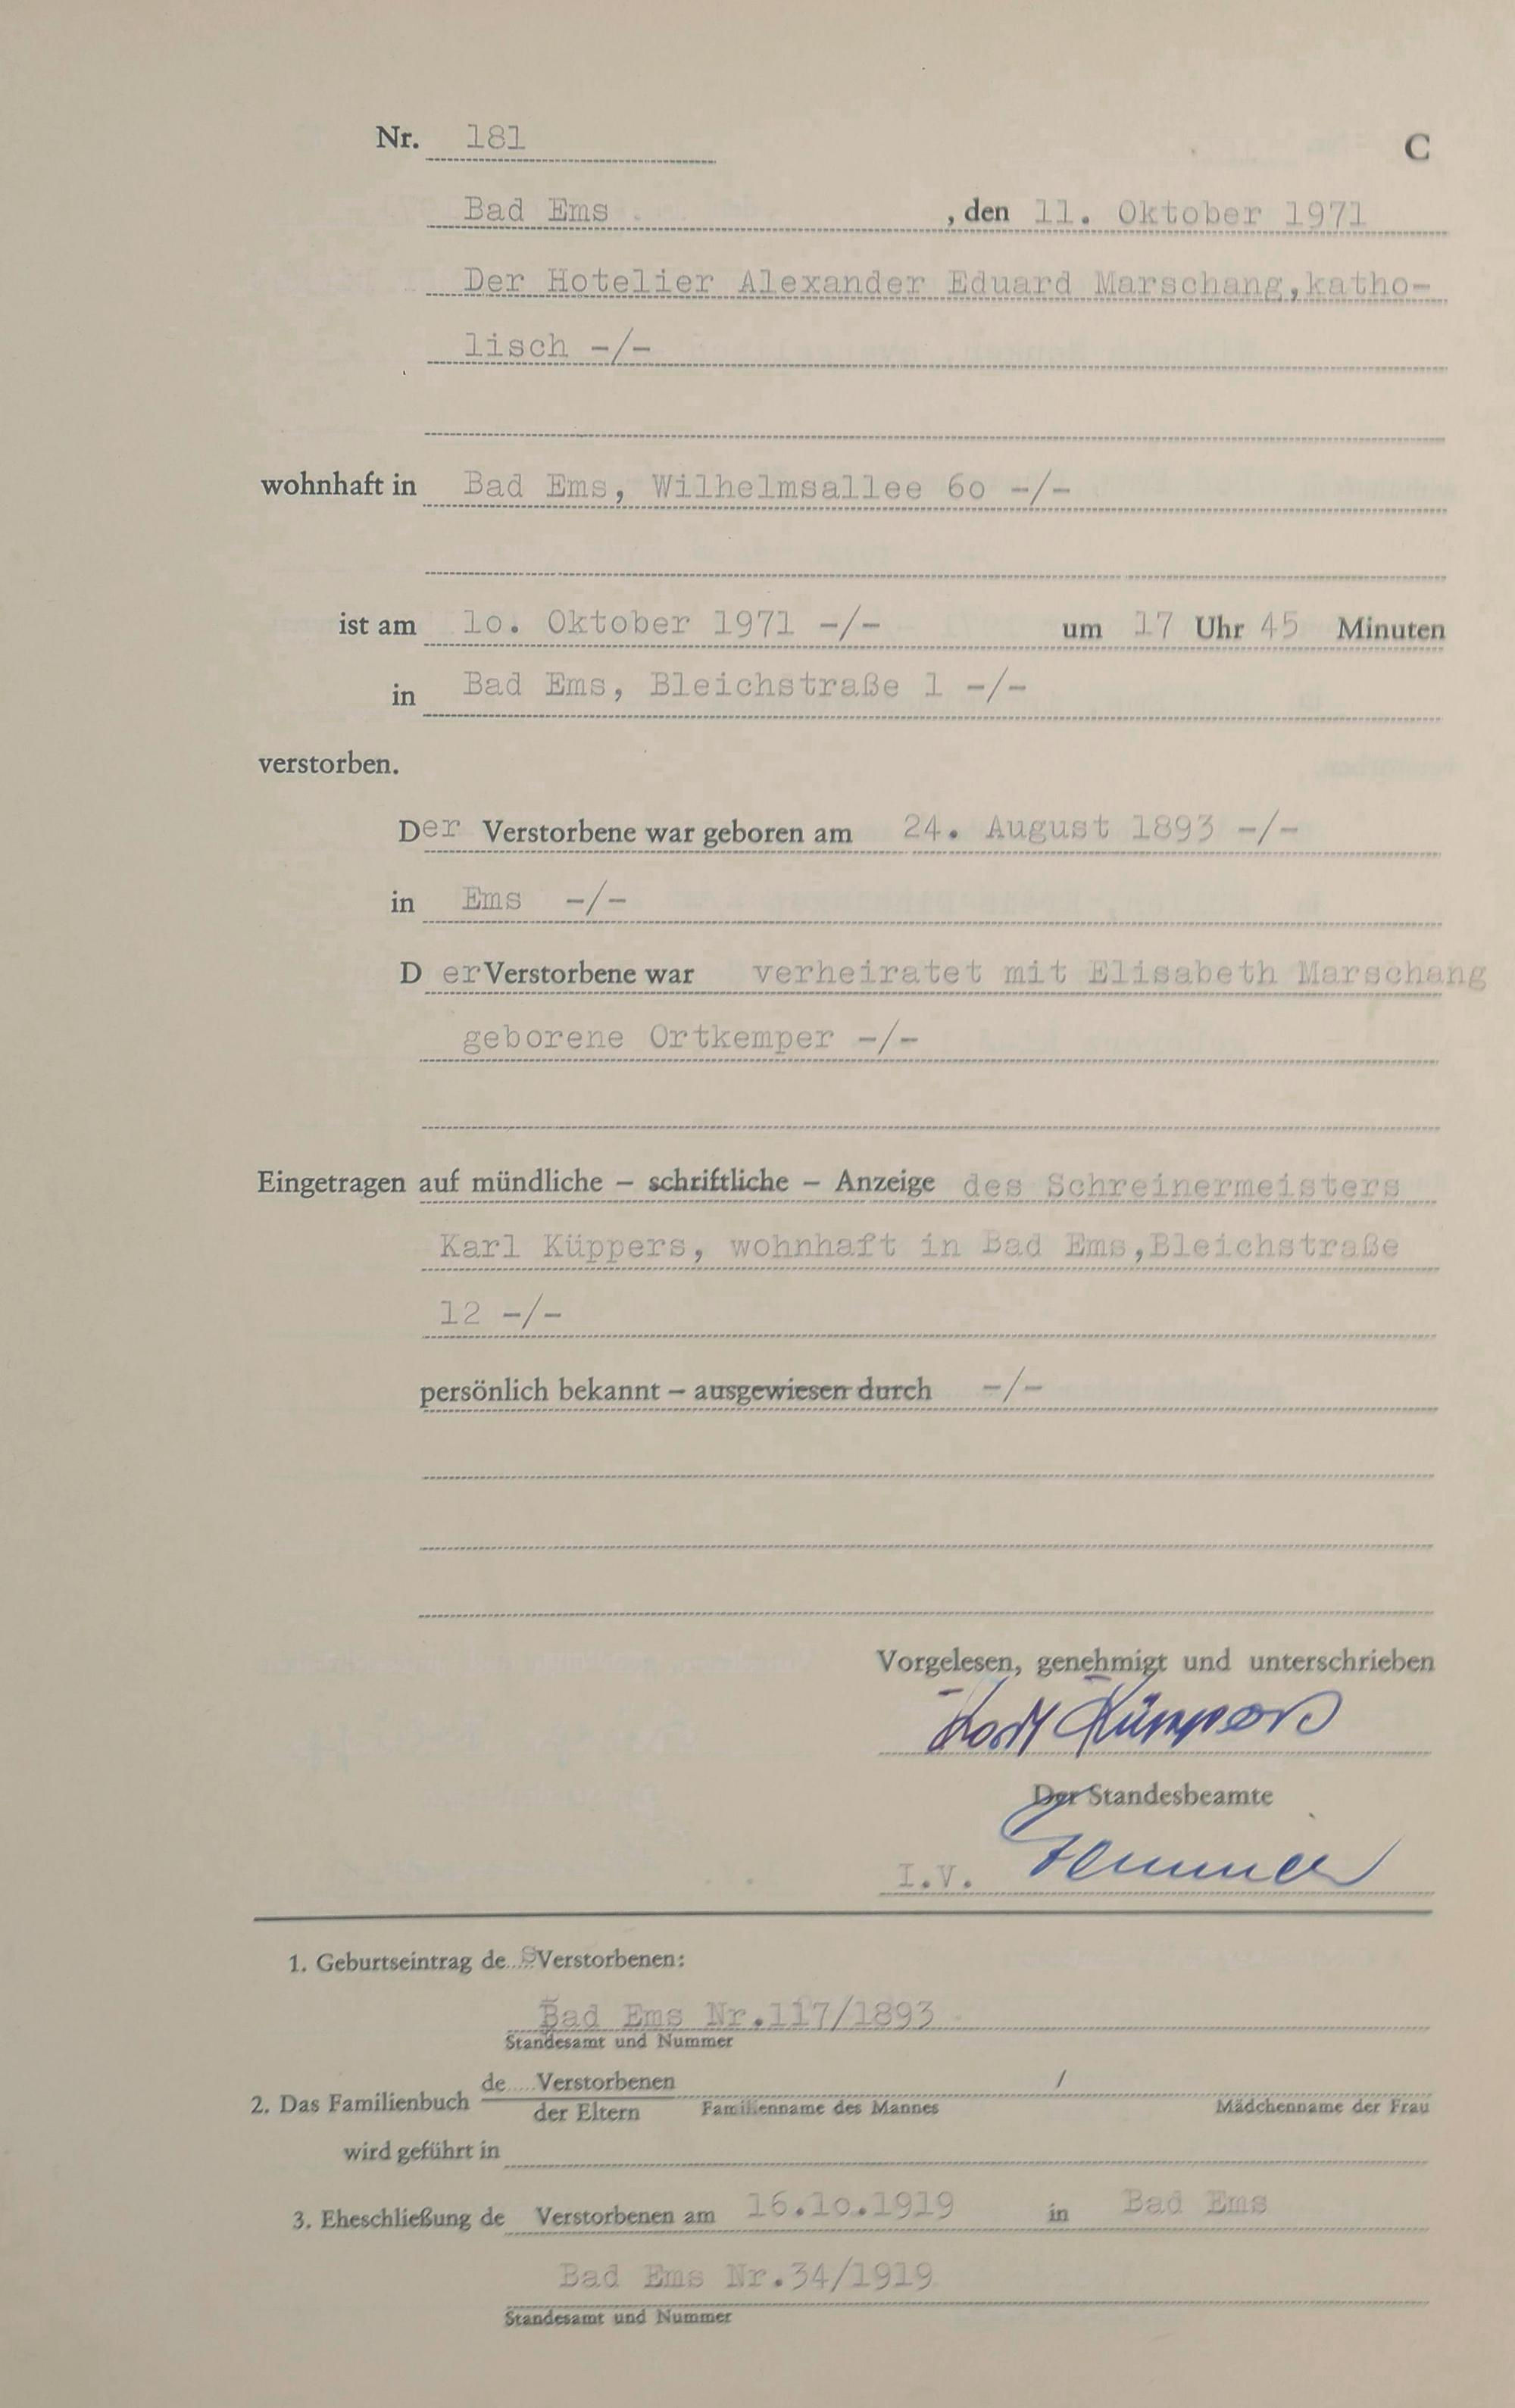 Nr. 181 C
Bad Ems , den 11. Oktober 1971
Der Hotelier Alexander Eduard Marschang,katho-
lisch -/-
wohnhaft in Bad Ems, Wilhelmsallee 6o -/-
ist am 1o. Oktober 1971 -/- um 17 Uhr 45 Minuten
in Bad Ems, Bleichstraße 1 -/-
verstorben.
Der Verstorbene war geboren am 24. August 1893 -/-
in Ems -/-
D er Verstorbene war verheiratet mit Elisabeth Marschang
geborene Ortkemper -/-
Eingetragen auf mündliche – schriftliche – Anzeige des Schreinermeisters
Karl Küppers, wohnhaft in Bad Ems,Bleichstraße
12 -/-
persönlich bekannt – ausgewiesen durch -/-
Vorgelesen, genehmigt und unterschrieben
Karl Küppers
Der Standesbeamte
I.V.
1. Geburtseintrag de s Verstorbenen:
Bad Ems Nr.117/1893
Standesamt und Nummer
2. Das Familienbuch de Verstorbenen /
der Eltern Familienname des Mannes Mädchenname der Frau
wird geführt in
3. Eheschließung de Verstorbenen am 16.1o.1919 in Bad Ems
Bad Ems Nr.34/1919
Standesamt und Nummer